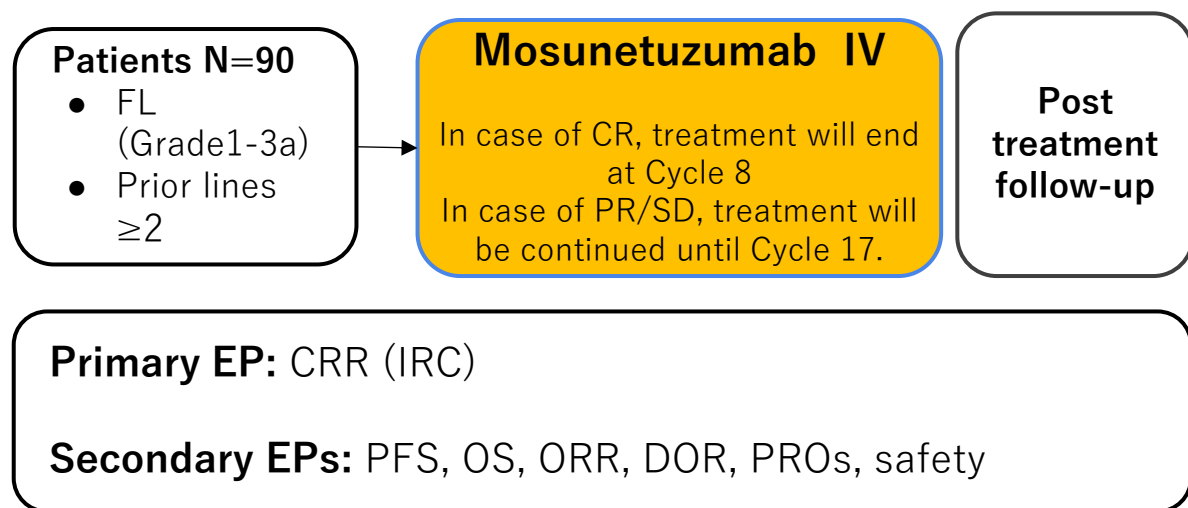 Patients N=90
● FL
(Grade1-3a)
● Prior lines
≥2
Mosunetuzumab IV
In case of CR, treatment will end
at Cycle 8
In case of PR/SD, treatment will
be continued until Cycle 17.
Post
treatment
follow-up
Primary EP: CRR (IRC)
Secondary EPs: PFS, OS, ORR, DOR, PROs, safety